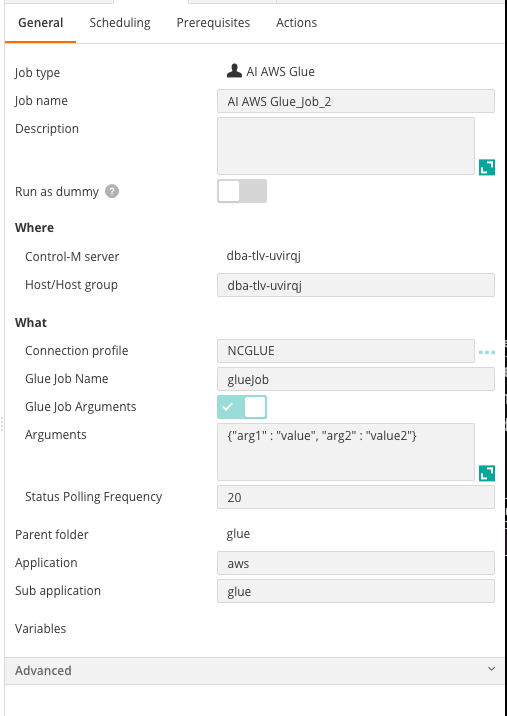 General Scheduling Prerequisites Actions
Job type AI AWS Glue
Job name AI AWS Glue_Job_2
Description
Run as dummy ?
Where
Control-M server dba-tlv-uvirqj
Host/Host group dba-tlv-uvirqj
What
Connection profile NCGLUE
Glue Job Name glueJob
Glue Job Arguments
Arguments {"arg1" : "value", "arg2" : "value2"}
Status Polling Frequency 20
Parent folder glue
Application aws
Sub application glue
Variables
Advanced